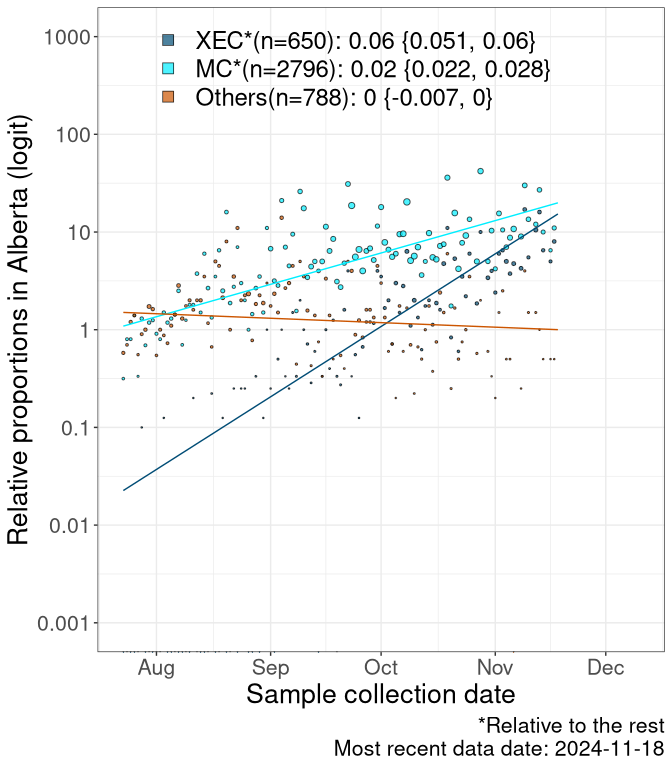 XEC*(n=650): 0.06 {0.051, 0.06}
MC*(n=2796): 0.02 {0.022, 0.028}
Others(n=788): 0 {-0.007, 0}
Relative proportions in Alberta (logit)
1000
100
10
1
0.1
0.01
0.001
Aug Sep Oct Nov Dec
Sample collection date
*Relative to the rest
Most recent data date: 2024-11-18